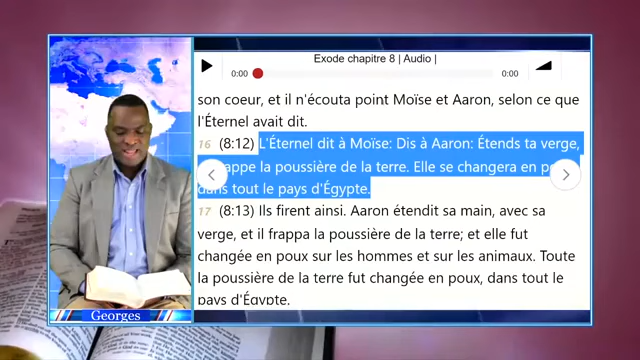 Exode chapitre 8 | Audio |
0:00
0:00
son coeur, et il n'écouta point Moïse et Aaron, selon ce que
l'Éternel avait dit.
16 (8:12) L'Éternel dit à Moïse: Dis à Aaron: Étends ta verge,
la poussière de la terre. Elle se changera en
dans tout le pays d'Égypte.
17 (8:13) Ils firent ainsi. Aaron étendit sa main, avec sa
verge, et il frappa la poussière de la terre; et elle fut
changée en poux sur les hommes et sur les animaux. Toute
la poussière de la terre fut changée en poux, dans tout le
pays d'Égypte.
Georges